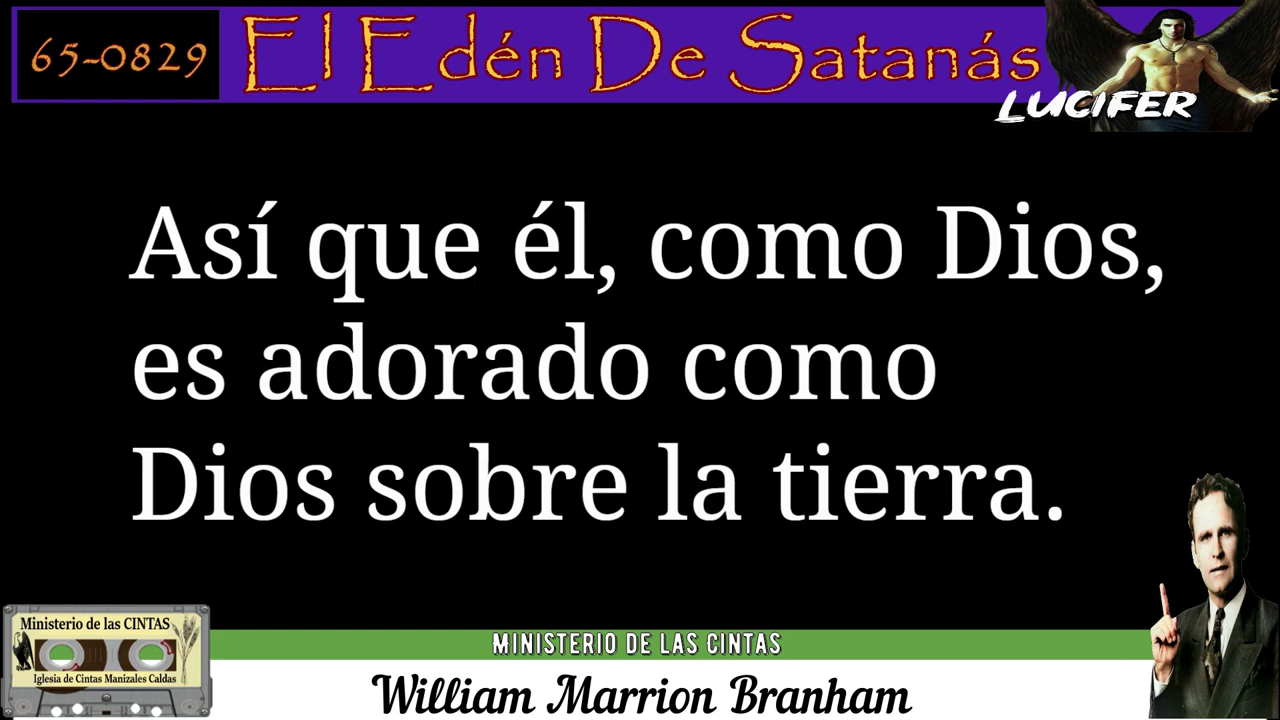 65-0829
El Edén De Satanás
LUCIFER
Así que él, como Dios,
es adorado como
Dios sobre la tierra.
Ministerio de las CINTAS
Iglesia de Cintas Manizales Caldas
MINISTERIO DE LAS CINTAS
William Marrion Branham